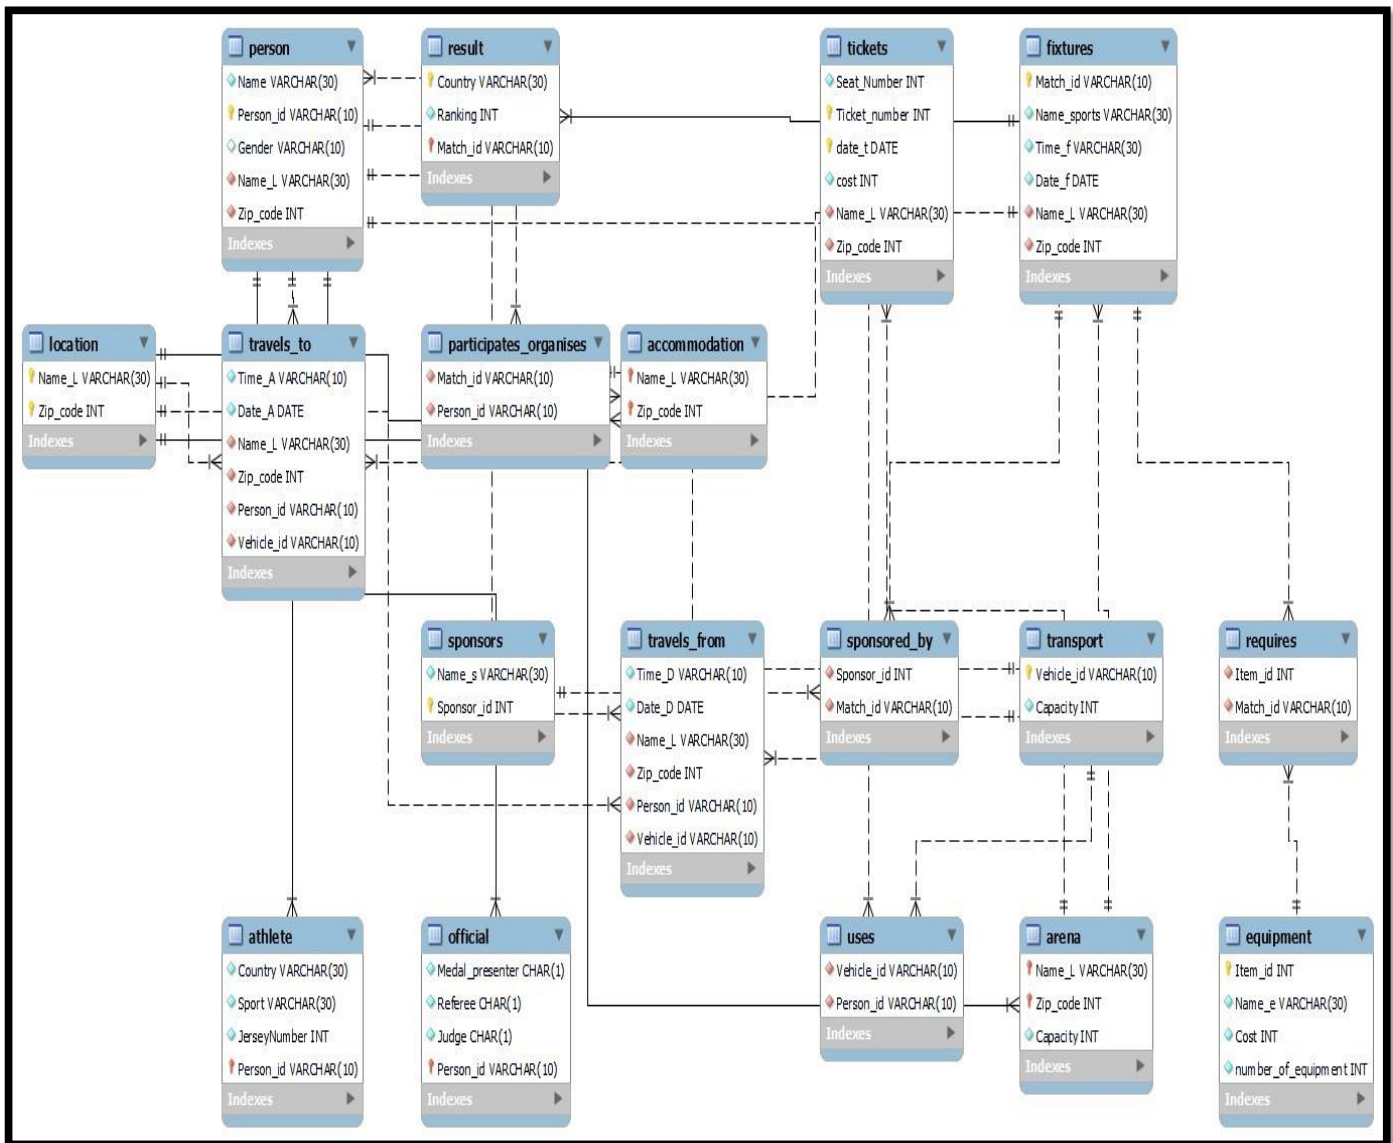 person
Name VARCHAR(30)
Person_id VARCHAR(10)
Gender VARCHAR(10)
Name_L VARCHAR(30)
Zip_code INT
Indexes
result
Country VARCHAR(30)
Ranking INT
Match_id VARCHAR(10)
Indexes
tickets
Seat_Number INT
Ticket_number INT
date_t DATE
cost INT
Name_L VARCHAR(30)
Zip_code INT
Indexes
fixtures
Match_id VARCHAR(10)
Name_sports VARCHAR(30)
Time_f VARCHAR(30)
Date_f DATE
Name_L VARCHAR(30)
Zip_code INT
Indexes
location
Name_L VARCHAR(30)
Zip_code INT
Indexes
travels_to
Time_A VARCHAR(10)
Date_A DATE
Name_L VARCHAR(30)
Zip_code INT
Person_id VARCHAR(10)
Vehicle_id VARCHAR(10)
Indexes
participates_organises
Match_id VARCHAR(10)
Person_id VARCHAR(10)
Indexes
accommodation
Name_L VARCHAR(30)
Zip_code INT
Indexes
sponsors
Name_s VARCHAR(30)
Sponsor_id INT
Indexes
travels_from
Time_D VARCHAR(10)
Date_D DATE
Name_L VARCHAR(30)
Zip_code INT
Person_id VARCHAR(10)
Vehicle_id VARCHAR(10)
Indexes
sponsored_by
Sponsor_id INT
Match_id VARCHAR(10)
Indexes
transport
Vehicle_id VARCHAR(10)
Capacity INT
Indexes
requires
Item_id INT
Match_id VARCHAR(10)
Indexes
athlete
Country VARCHAR(30)
Sport VARCHAR(30)
JerseyNumber INT
Person_id VARCHAR(10)
Indexes
official
Medal_presenter CHAR(1)
Referee CHAR(1)
Judge CHAR(1)
Person_id VARCHAR(10)
Indexes
uses
Vehicle_id VARCHAR(10)
Person_id VARCHAR(10)
Indexes
arena
Name_L VARCHAR(30)
Zip_code INT
Capacity INT
Indexes
equipment
Item_id INT
Name_e VARCHAR(30)
Cost INT
number_of_equipment INT
Indexes